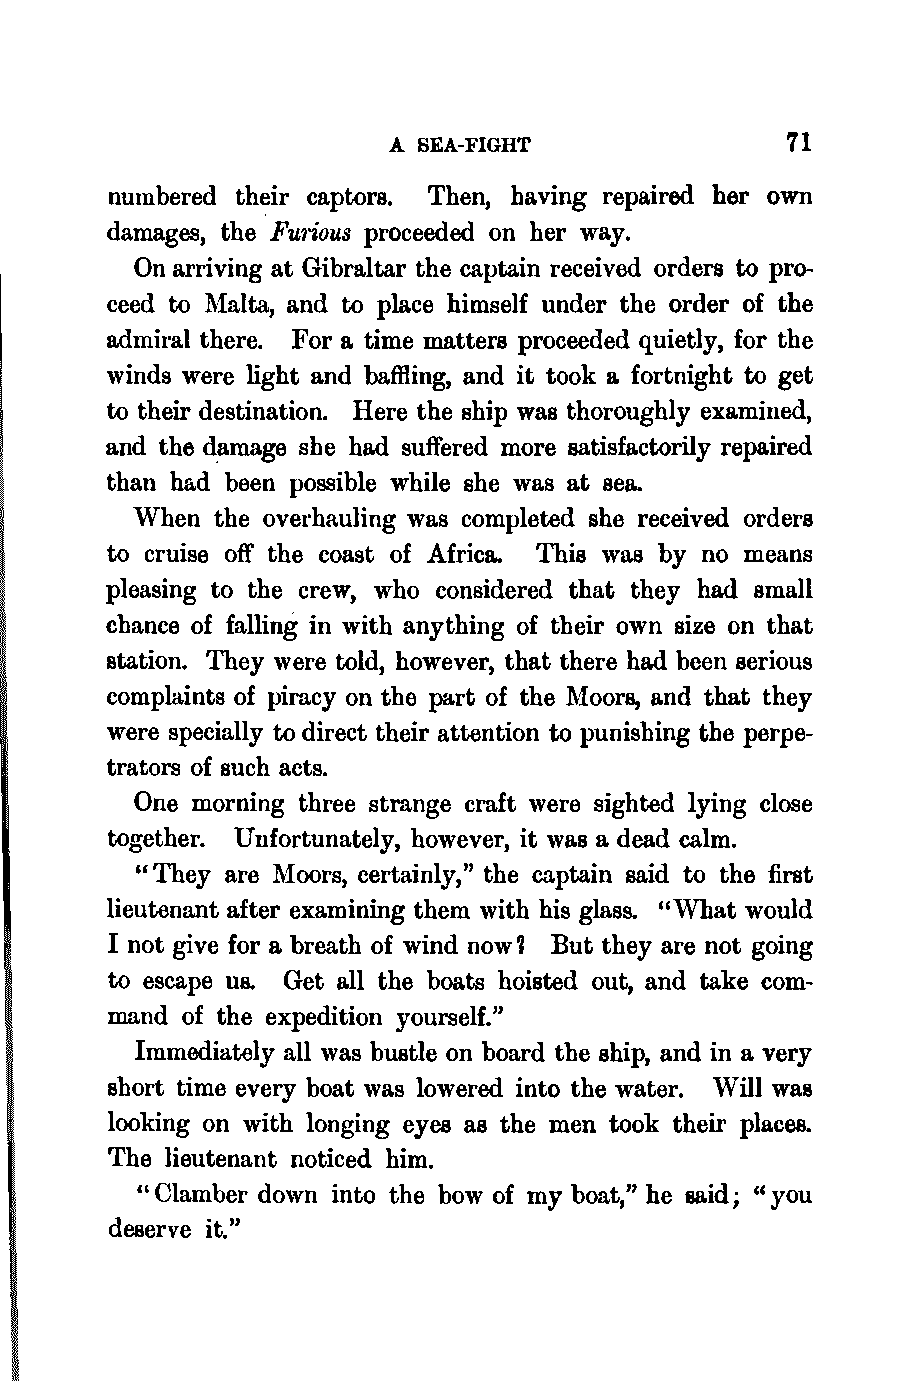 A SEA-FIGHT 71
numbered their captors. Then, having repaired her own
damages, the Furious proceeded on her way.
On arriving at Gibraltar the captain received orders to pro-
ceed to Malta, and to place himself under the order of the
admiral there. For a time matters proceeded quietly, for the
winds were light and baffling, and it took a fortnight to get
to their destination. Here the ship was thoroughly examined,
and the damage she had suffered more satisfactorily repaired
than had been possible while she was at sea.
When the overhauling was completed she received orders
to cruise off the coast of Africa. This was by no means
pleasing to the crew, who considered that they had small
chance of falling in with anything of their own size on that
station. They were told, however, that there had been serious
complaints of piracy on the part of the Moors, and that they
were specially to direct their attention to punishing the perpe-
trators of such acts.
One morning three strange craft were sighted lying close
together. Unfortunately, however, it was a dead calm.
"They are Moors, certainly," the captain said to the first
lieutenant after examining them with his glass. "What would
I not give for a breath of wind now? But they are not going
to escape us. Get all the boats hoisted out, and take com-
mand of the expedition yourself."
Immediately all was bustle on board the ship, and in a very
short time every boat was lowered into the water. Will was
looking on with longing eyes as the men took their places.
The lieutenant noticed him.
"Clamber down into the bow of my boat," he said; "you
deserve it."